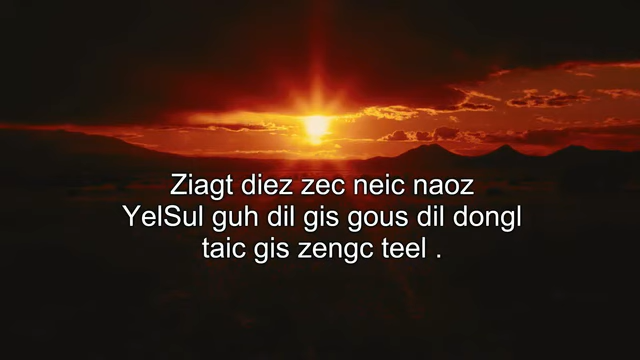 Ziagt diez zec neic naoz
YelSul guh dil gis gous dil dongl
taic gis zengc teel .